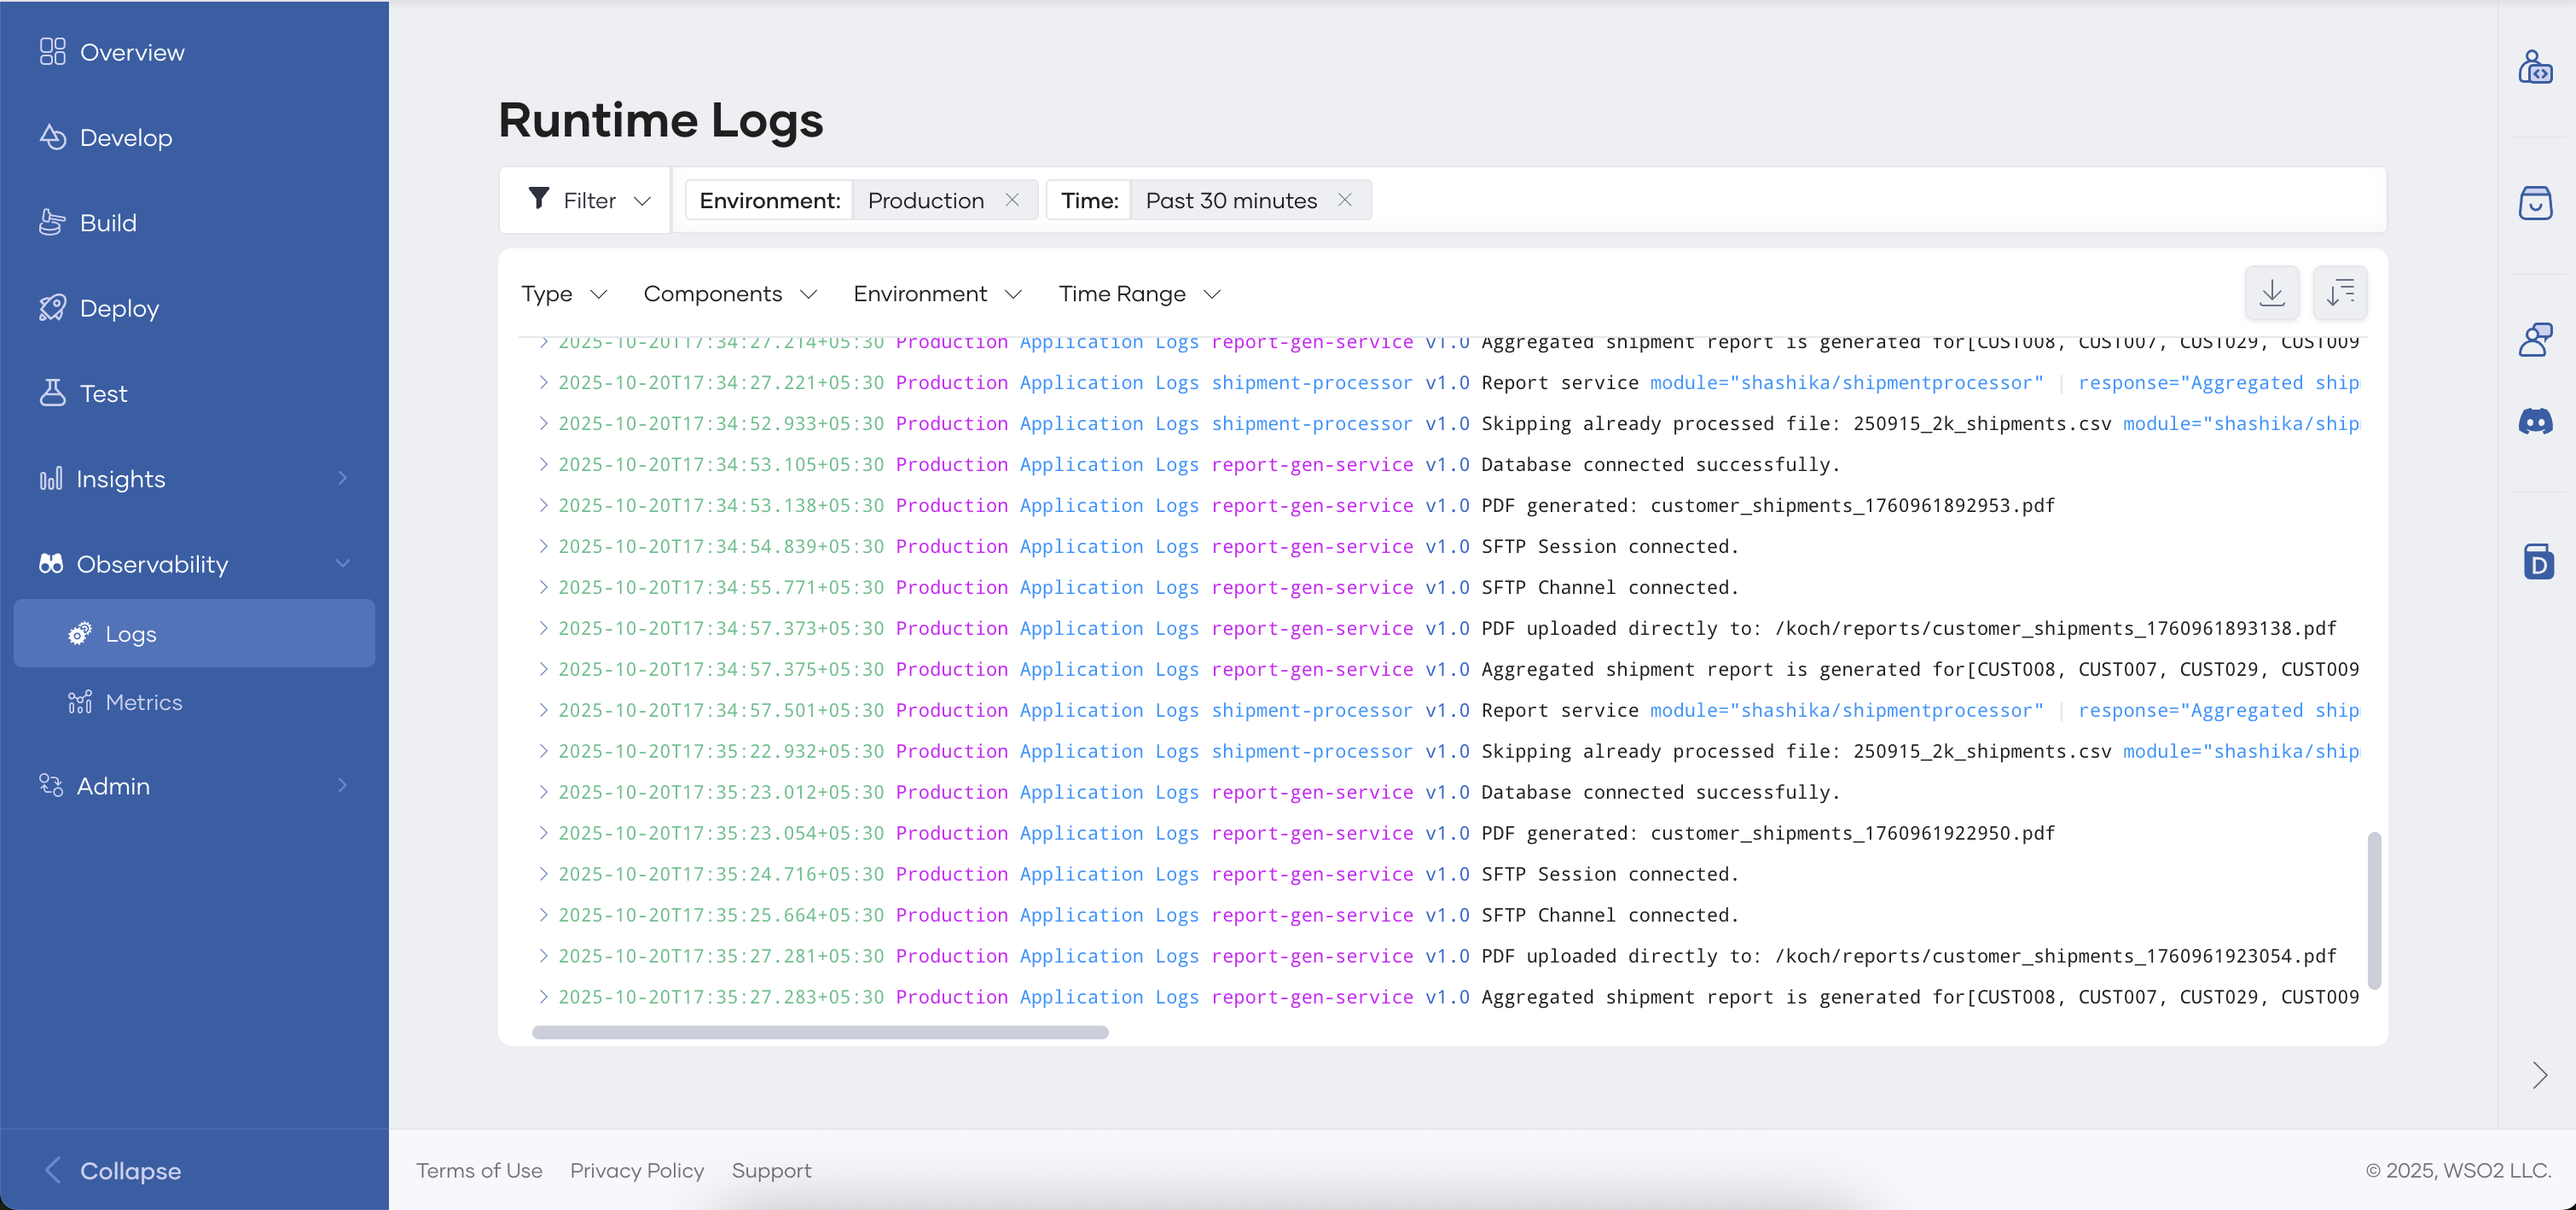 Overview
Develop
Build
Deploy
Test
Insights
Observability
Logs
Metrics
Admin
Collapse
Runtime Logs
Filter Environment: Production Time: Past 30 minutes
Type Components Environment Time Range
2025-10-20T17:34:27.214+05:30 Production Application Logs report-gen-service v1.0 Aggregated shipment report is generated for[CUST008, CUST007, CUST029, CUST009
2025-10-20T17:34:27.221+05:30 Production Application Logs shipment-processor v1.0 Report service module="shashika/shipmentprocessor" | response="Aggregated ship
2025-10-20T17:34:52.933+05:30 Production Application Logs shipment-processor v1.0 Skipping already processed file: 250915_2k_shipments.csv module="shashika/ship
2025-10-20T17:34:53.105+05:30 Production Application Logs report-gen-service v1.0 Database connected successfully.
2025-10-20T17:34:53.138+05:30 Production Application Logs report-gen-service v1.0 PDF generated: customer_shipments_1760961892953.pdf
2025-10-20T17:34:54.839+05:30 Production Application Logs report-gen-service v1.0 SFTP Session connected.
2025-10-20T17:34:55.771+05:30 Production Application Logs report-gen-service v1.0 SFTP Channel connected.
2025-10-20T17:34:57.373+05:30 Production Application Logs report-gen-service v1.0 PDF uploaded directly to: /koch/reports/customer_shipments_1760961893138.pdf
2025-10-20T17:34:57.375+05:30 Production Application Logs report-gen-service v1.0 Aggregated shipment report is generated for[CUST008, CUST007, CUST029, CUST009
2025-10-20T17:34:57.501+05:30 Production Application Logs shipment-processor v1.0 Report service module="shashika/shipmentprocessor" | response="Aggregated ship
2025-10-20T17:35:22.932+05:30 Production Application Logs shipment-processor v1.0 Skipping already processed file: 250915_2k_shipments.csv module="shashika/ship
2025-10-20T17:35:23.012+05:30 Production Application Logs report-gen-service v1.0 Database connected successfully.
2025-10-20T17:35:23.054+05:30 Production Application Logs report-gen-service v1.0 PDF generated: customer_shipments_1760961922950.pdf
2025-10-20T17:35:24.716+05:30 Production Application Logs report-gen-service v1.0 SFTP Session connected.
2025-10-20T17:35:25.664+05:30 Production Application Logs report-gen-service v1.0 SFTP Channel connected.
2025-10-20T17:35:27.281+05:30 Production Application Logs report-gen-service v1.0 PDF uploaded directly to: /koch/reports/customer_shipments_1760961923054.pdf
2025-10-20T17:35:27.283+05:30 Production Application Logs report-gen-service v1.0 Aggregated shipment report is generated for[CUST008, CUST007, CUST029, CUST009
D
Terms of Use Privacy Policy Support
© 2025, WSO2 LLC.